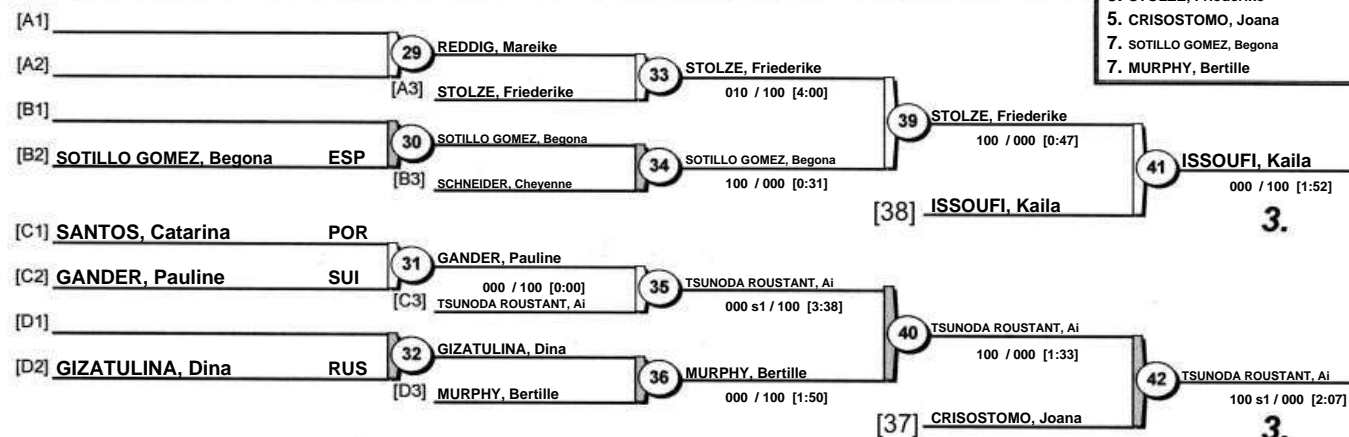 5. CRISOSTOMO, Joana
7. SOTILLO GOMEZ, Begona
7. MURPHY, Bertille
[A1]
[A2]
29
REDDIG, Mareike
[A3]
STOLZE, Friederike
33
STOLZE, Friederike
010 / 100 [4:00]
[B1]
[B2] SOTILLO GOMEZ, Begona ESP
30
SOTILLO GOMEZ, Begona
[B3]
SCHNEIDER, Cheyenne
34
SOTILLO GOMEZ, Begona
100 / 000 [0:31]
39
STOLZE, Friederike
100 / 000 [0:47]
[38] ISSOUFI, Kaila
41
ISSOUFI, Kaila
000 / 100 [1:52]
3.
[C1] SANTOS, Catarina POR
[C2] GANDER, Pauline SUI
31
GANDER, Pauline
000 / 100 [0:00]
[C3]
TSUNODA ROUSTANT, Ai
35
TSUNODA ROUSTANT, Ai
000 s1 / 100 [3:38]
[D1]
[D2] GIZATULINA, Dina RUS
32
GIZATULINA, Dina
[D3] MURPHY, Bertille
36
MURPHY, Bertille
000 / 100 [1:50]
40
TSUNODA ROUSTANT, Ai
100 / 000 [1:33]
[37] CRISOSTOMO, Joana
42
TSUNODA ROUSTANT, Ai
100 s1 / 000 [2:07]
3.